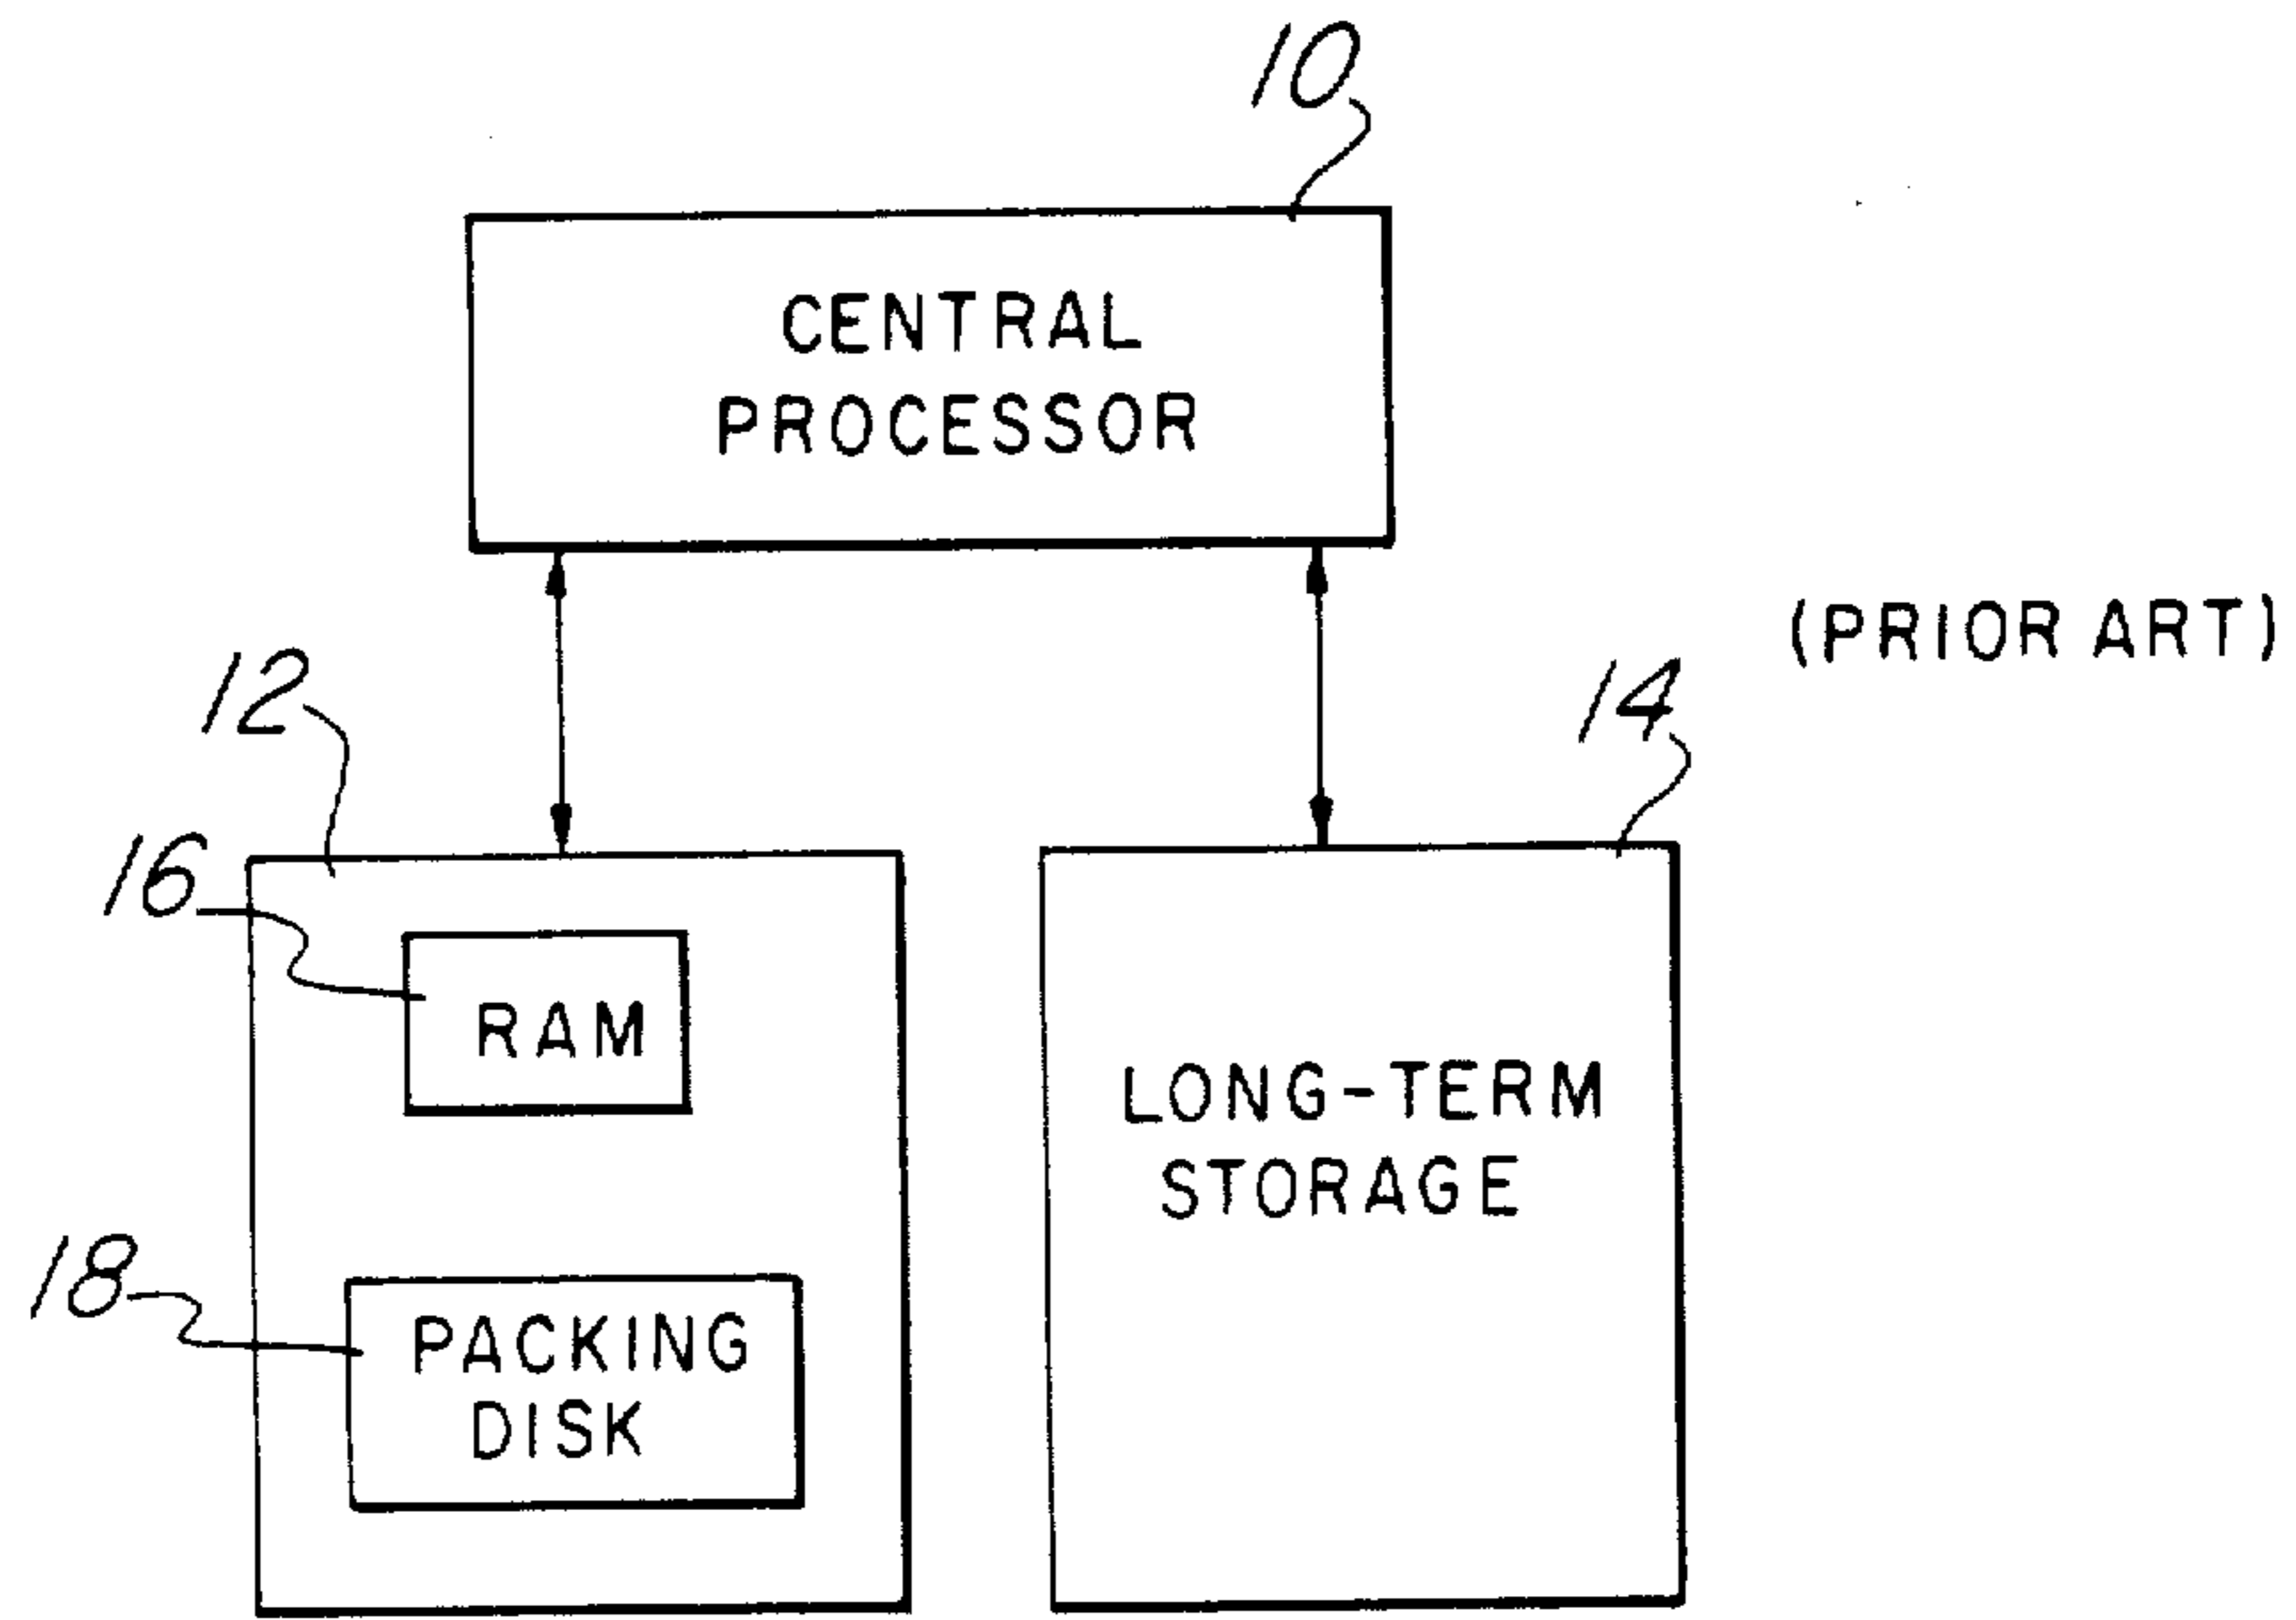 10
CENTRAL
PROCESSOR
(PRIOR ART)
12
14
16
RAM
LONG-TERM
STORAGE
18
PACKING
DISK